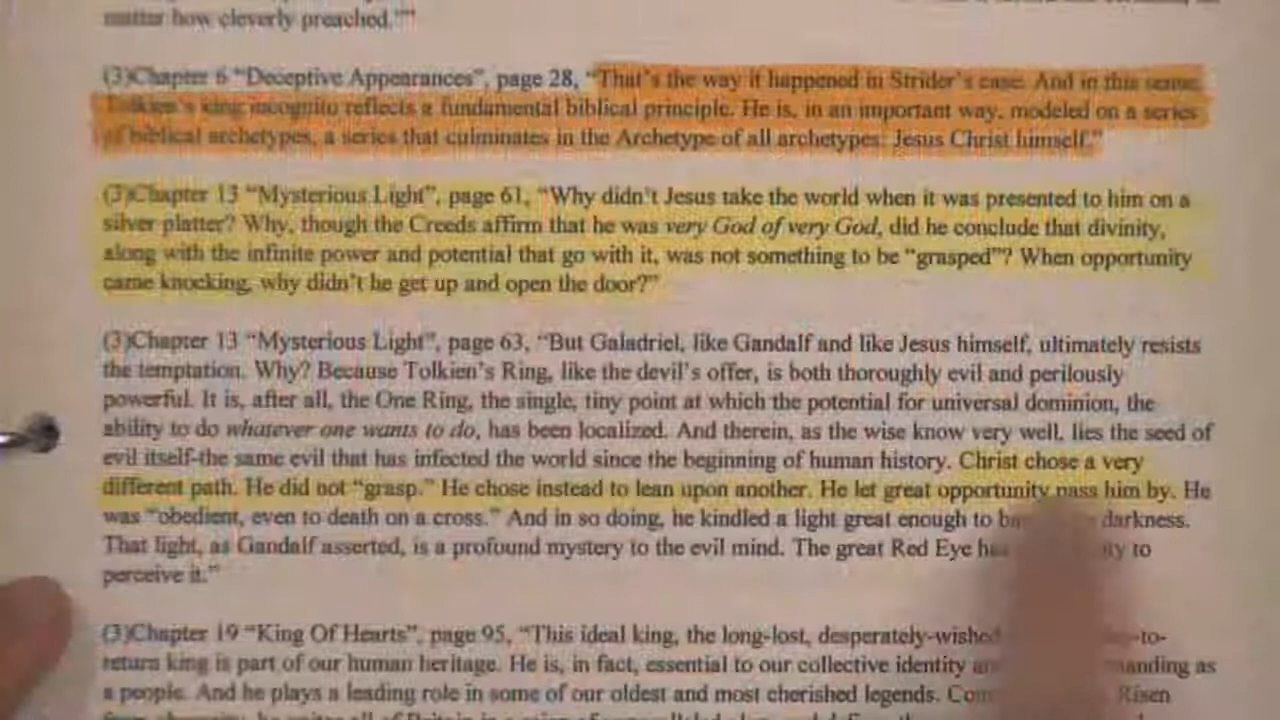 matter how cleverly preached.'"
(3)Chapter 6 "Deceptive Appearances", page 28, "That's the way it happened in Strider's case. And in this sense,
Tolkien's king incognito reflects a fundamental biblical principle. He is, in an important way, modeled on a series
of biblical archetypes, a series that culminates in the Archetype of all archetypes: Jesus Christ himself."
(3)Chapter 13 "Mysterious Light", page 61, "Why didn't Jesus take the world when it was presented to him on a
silver platter? Why, though the Creeds affirm that he was very God of very God, did he conclude that divinity,
along with the infinite power and potential that go with it, was not something to be "grasped"? When opportunity
came knocking, why didn't he get up and open the door?"
(3)Chapter 13 "Mysterious Light", page 63, "But Galadriel, like Gandalf and like Jesus himself, ultimately resists
the temptation. Why? Because Tolkien's Ring, like the devil's offer, is both thoroughly evil and perilously
powerful. It is, after all, the One Ring, the single, tiny point at which the potential for universal dominion, the
ability to do whatever one wants to do, has been localized. And therein, as the wise know very well, lies the seed of
evil itself-the same evil that has infected the world since the beginning of human history. Christ chose a very
different path. He did not "grasp." He chose instead to lean upon another. He let great opportunity pass him by. He
was "obedient, even to death on a cross." And in so doing, he kindled a light great enough to darkness.
That light, as Gandalf asserted, is a profound mystery to the evil mind. The great Red Eye to
perceive it."
(3)Chapter 19 "King Of Hearts", page 95, "This ideal king, the long-lost, desperately-wished -to-
return king is part of our human heritage. He is, in fact, essential to our collective identity as
a people. And he plays a leading role in some of our oldest and most cherished legends. Risen